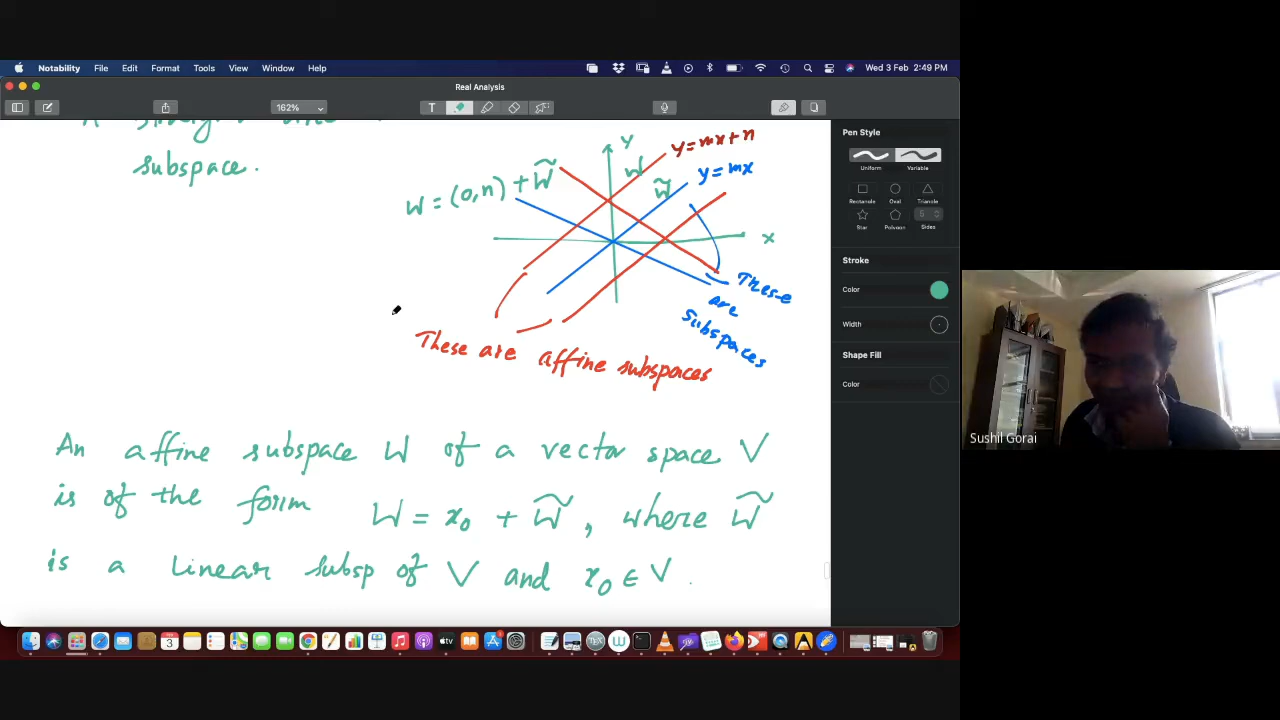 Notability File Edit Format Tools View Window Help
Wed 3 Feb 2:49 PM
Real Analysis
162%
T
subspace.
Y
y=mx+n
W
W̃
y=mx
W = (0,n) + W̃
x
Thes-e
are
subspaces
These are affine subspaces
An affine subspace W of a vector space V
is of the form W = x₀ + W̃, where W̃
is a linear subsp of V and x₀ ∈ V.
Pen Style
Uniform Variable
Rectangle Oval Triangle
Star Polygon Sides
5
Stroke
Color
Width
Shape Fill
Color
Sushil Gorai
tv